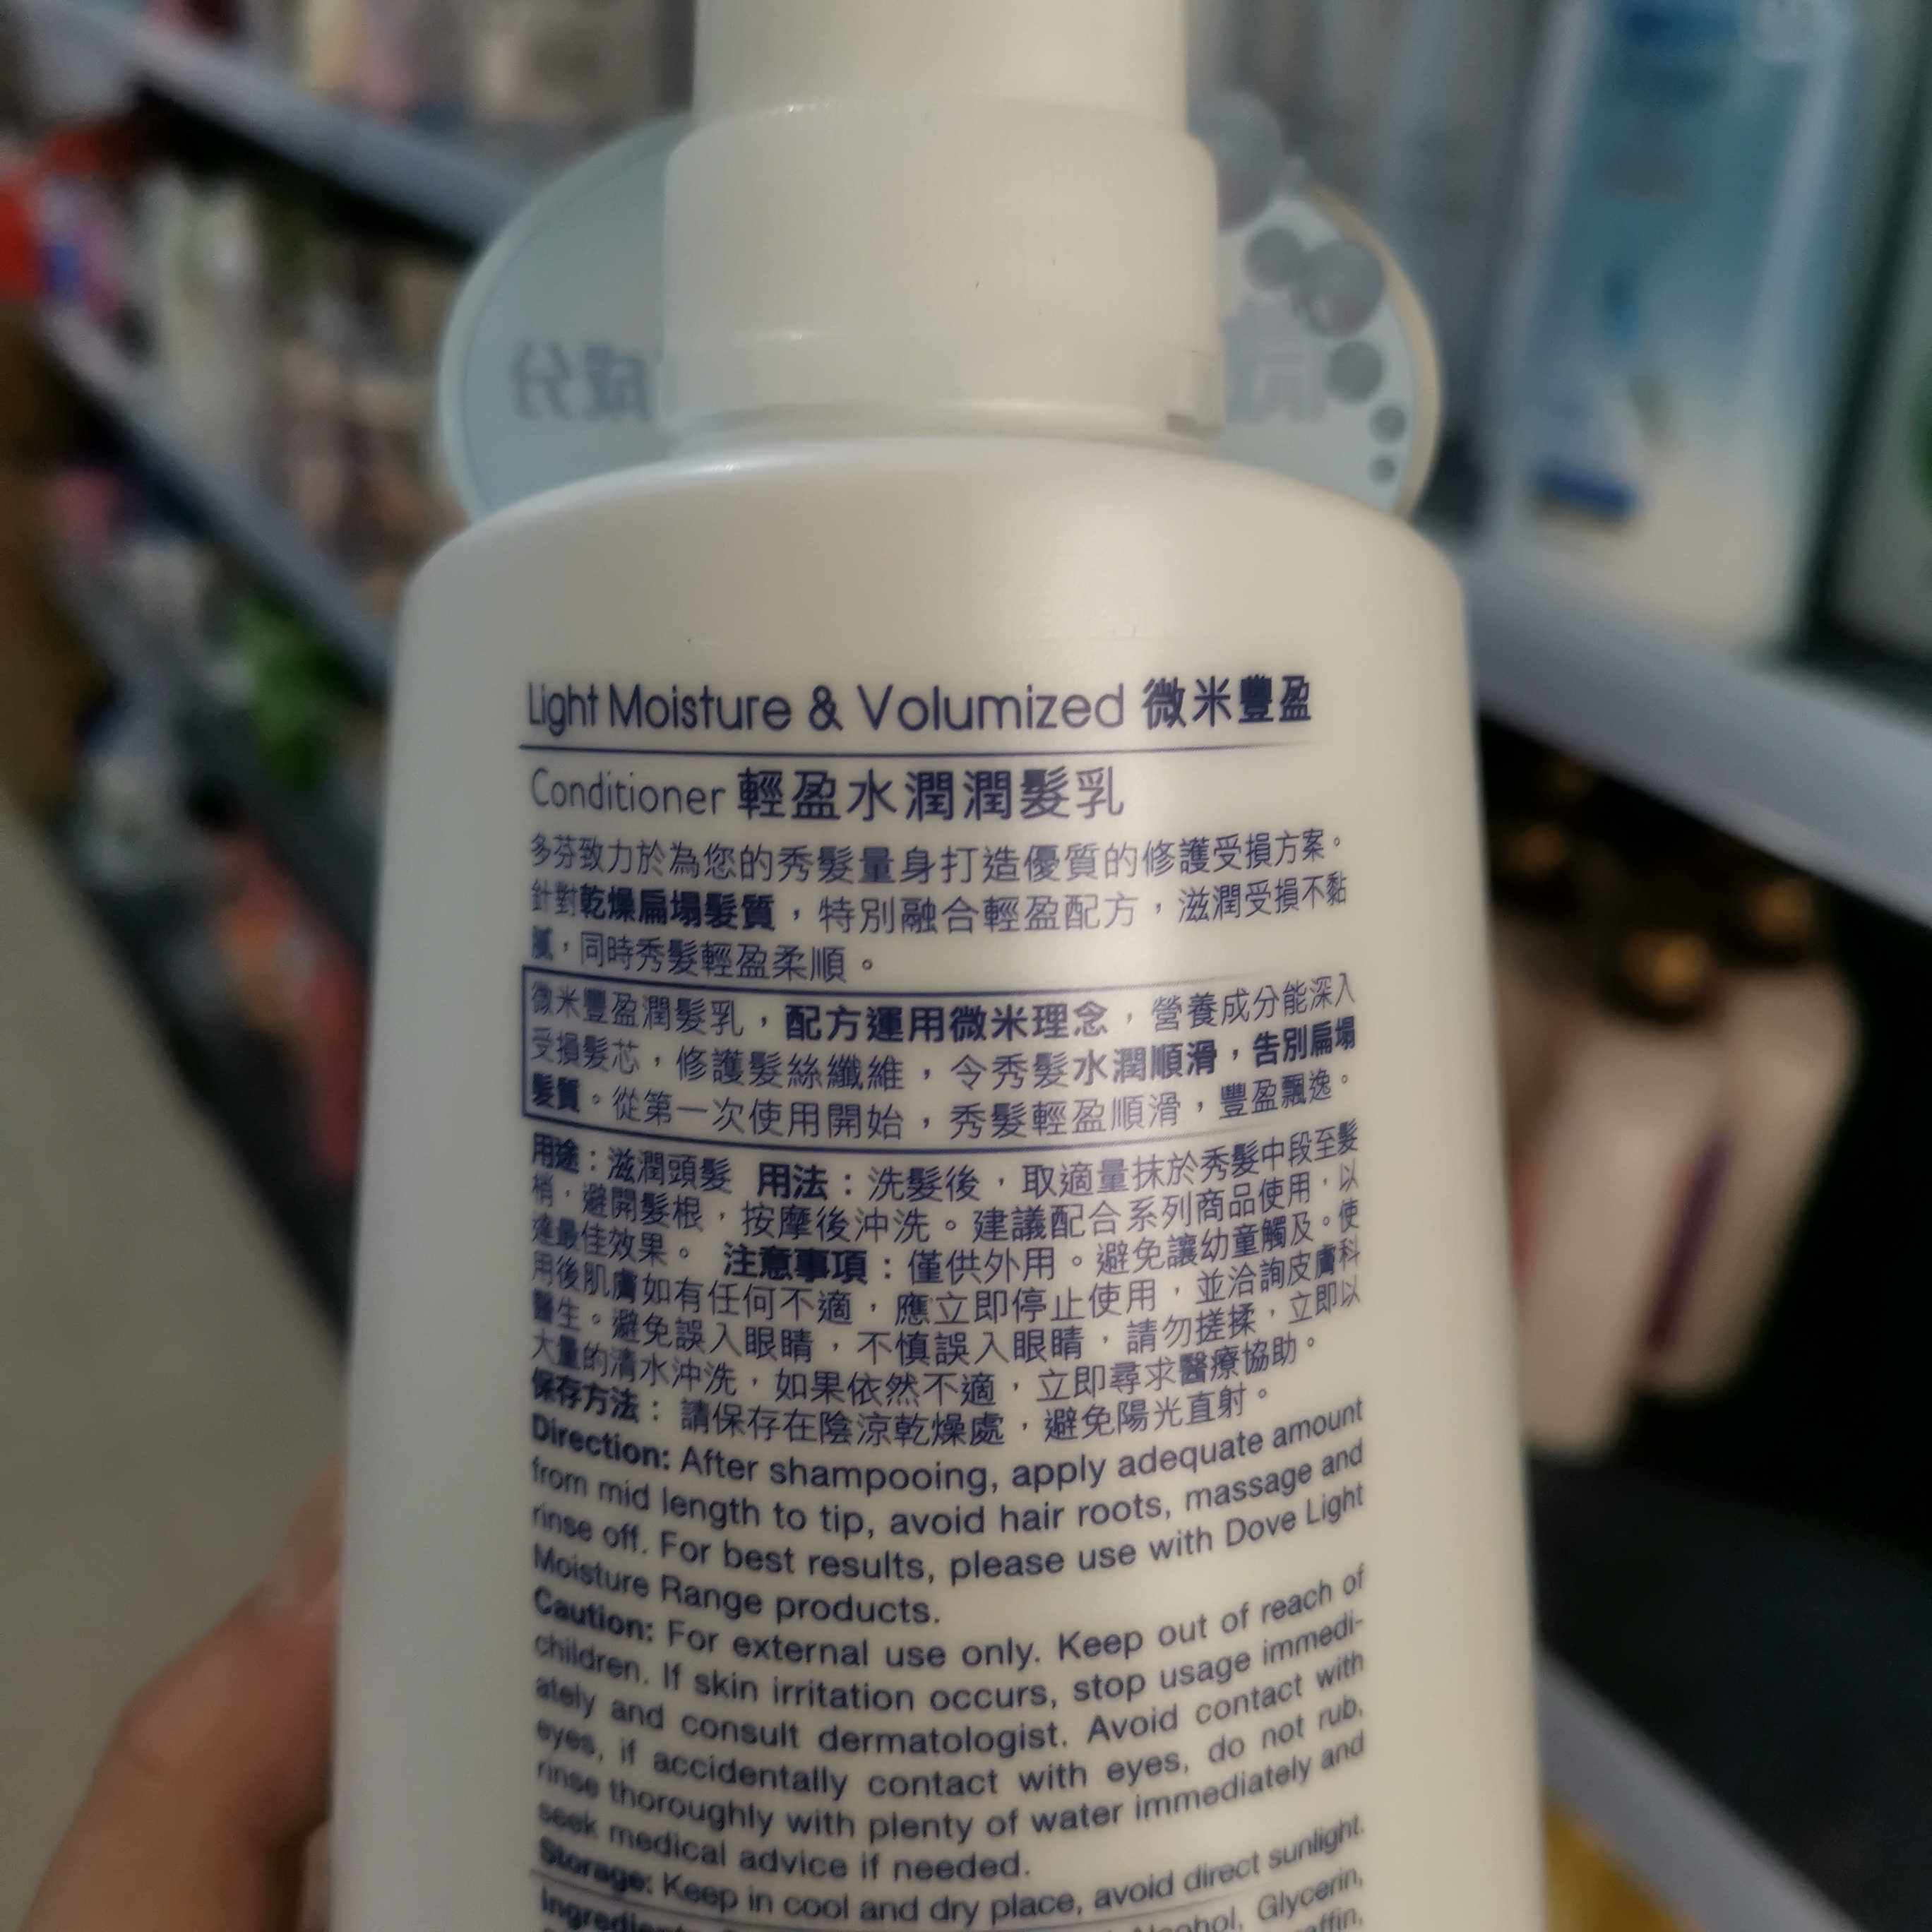 成分
Light Moisture & Volumized 微米豐盈
Conditioner 輕盈水潤潤髮乳
多芬致力於為您的秀髮量身打造優質的修護受損方案。
針對乾燥扁塌髮質，特別融合輕盈配方，滋潤受損不黏
膩，同時秀髮輕盈柔順。
微米豐盈潤髮乳，配方運用微米理念，營養成分能深入
受損髮芯，修護髮絲纖維，令秀髮水潤順滑，告別扁塌
髮質。從第一次使用開始，秀髮輕盈順滑，豐盈飄逸。
用途：滋潤頭髮 用法：洗髮後，取適量抹於秀髮中段至髮
梢，避開髮根，按摩後沖洗。建議配合系列商品使用，以
達最佳效果。 注意事項：僅供外用。避免讓幼童觸及。使
用後肌膚如有任何不適，應立即停止使用，並洽詢皮膚科
醫生。避免誤入眼睛，不慎誤入眼睛，請勿搓揉，立即以
大量的清水沖洗，如果依然不適，立即尋求醫療協助。
保存方法：請保存在陰涼乾燥處，避免陽光直射。
Direction: After shampooing, apply adequate amount
from mid length to tip, avoid hair roots, massage and
rinse off. For best results, please use with Dove Light
Moisture Range products.
Caution: For external use only. Keep out of reach of
children. If skin irritation occurs, stop usage immedi-
ately and consult dermatologist. Avoid contact with
eyes, if accidentally contact with eyes, do not rub,
rinse thoroughly with plenty of water immediately and
seek medical advice if needed.
Storage: Keep in cool and dry place, avoid direct sunlight.
Alcohol, Glycerin,